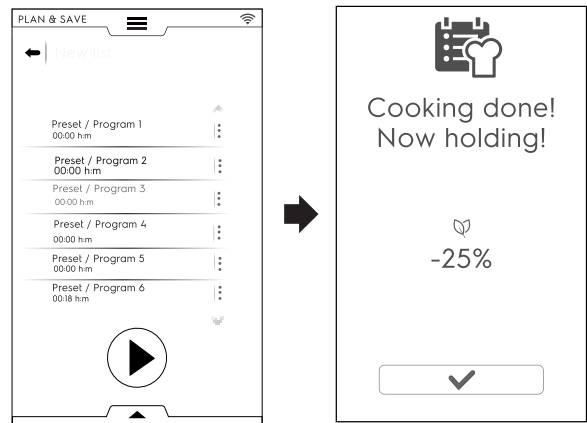 PLAN & SAVE
New list
Preset / Program 1
00:00 h:m
Preset / Program 2
00:00 h:m
Preset / Program 3
00:00 h:m
Preset / Program 4
00:00 h:m
Preset / Program 5
00:00 h:m
Preset / Program 6
00:18 h:m
Cooking done!
Now holding!
-25%